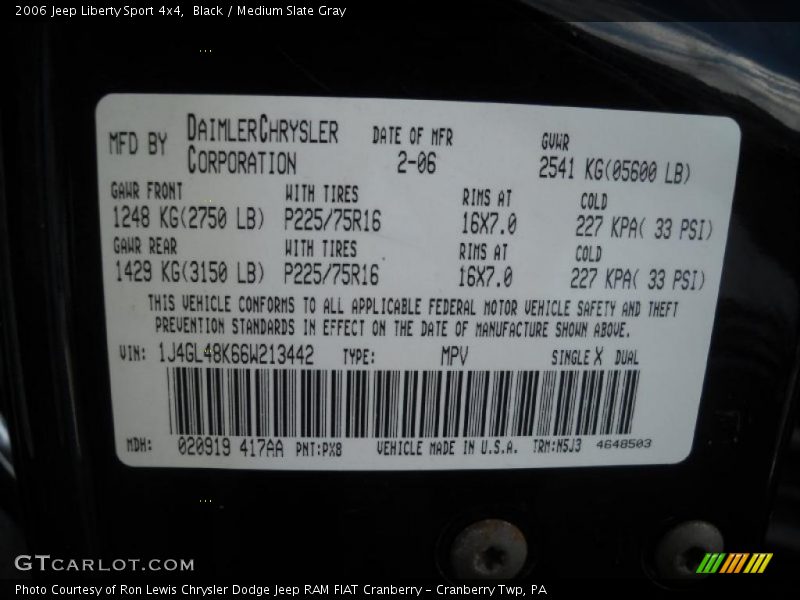 2006 Jeep Liberty Sport 4x4,  Black / Medium Slate Gray
MFD BY DAIMLERCHRYSLER CORPORATION
DATE OF MFR 2-06
GVWR 2541 KG(05600 LB)
GAWR FRONT WITH TIRES RIMS AT COLD
1248 KG(2750 LB) P225/75R16 16X7.0 227 KPA( 33 PSI)
GAWR REAR WITH TIRES RIMS AT COLD
1429 KG(3150 LB) P225/75R16 16X7.0 227 KPA( 33 PSI)
THIS VEHICLE CONFORMS TO ALL APPLICABLE FEDERAL MOTOR VEHICLE SAFETY AND THEFT
PREVENTION STANDARDS IN EFFECT ON THE DATE OF MANUFACTURE SHOWN ABOVE.
VIN: 1J4GL48K66W213442 TYPE: MPV SINGLE X DUAL
MDH: 020919 417AA PNT:PX8 VEHICLE MADE IN U.S.A. TRM:N5J3 4648503
GTCARLOT.COM
Photo Courtesy of Ron Lewis Chrysler Dodge Jeep RAM FIAT Cranberry - Cranberry Twp, PA